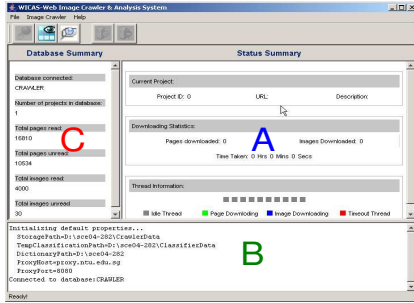 WICAS-Web Image Crawler & Analysis System
File Image Crawler Help
Database Summary
Status Summary
Database connected:
CRAWLER
Number of projects in database:
1
Total pages read:
16810
Total pages unread:
10534
Total images read:
4000
Total images unread
30
C
Current Project:
Project ID: 0 URL: Description:
Downloading Statistics:
Pages downloaded: 0 Images Downloaded: 0
Time Taken: 0 Hrs 0 Mins 0 Secs
A
Thread Information:
Idle Thread Page Downloding Image Downloading Timeout Thread
Initializing default properties...
StoragePath=D:\sce04-282\CrawlerData
TempClassificationPath=D:\sce04-282\ClassifierData
DictionaryPath=D:\sce04-282
ProxyHost=proxy.ntu.edu.sg
ProxyPort=8080
Connected to database:CRAWLER
B
Ready!